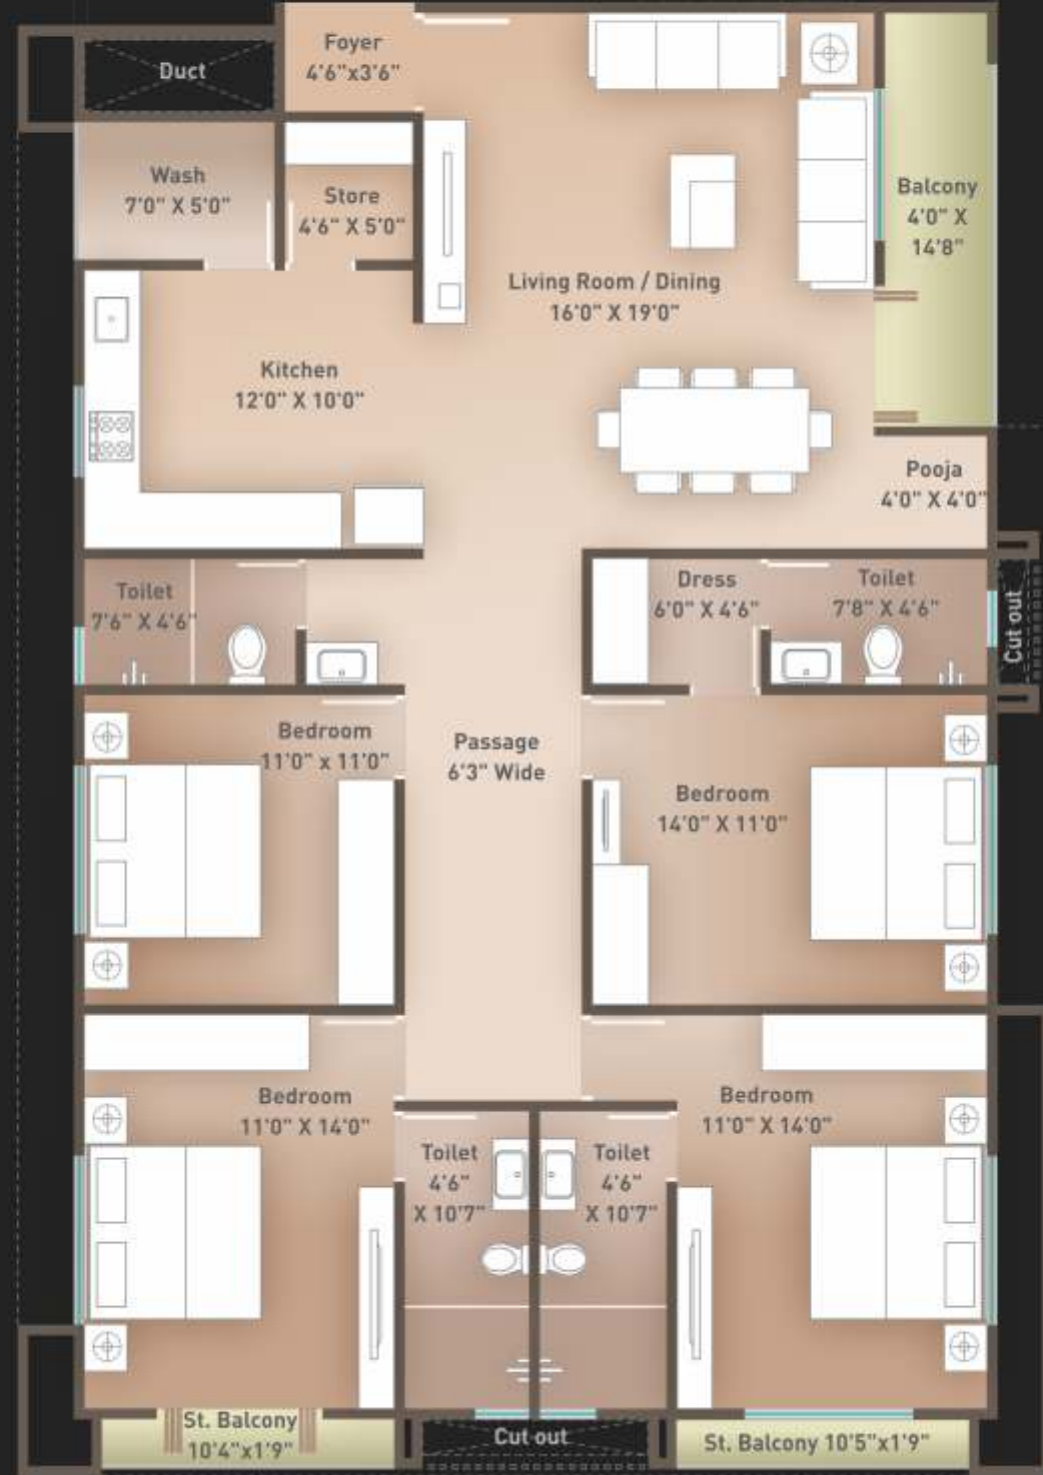 Foyer
4'6"x3'6"
Duct
Wash
7'0" X 5'0"
Store
4'6" X 5'0"
Balcony
4'0" X
14'8"
Living Room / Dining
16'0" X 19'0"
Kitchen
12'0" X 10'0"
Pooja
4'0" X 4'0"
Toilet
7'6" X 4'6"
Dress
6'0" X 4'6"
Toilet
7'8" X 4'6"
Cut out
Bedroom
11'0" x 11'0"
Passage
6'3" Wide
Bedroom
14'0" X 11'0"
Bedroom
11'0" X 14'0"
Bedroom
11'0" X 14'0"
Toilet
4'6"
X 10'7"
Toilet
4'6"
X 10'7"
St. Balcony
10'4"x1'9"
Cut out
St. Balcony 10'5"x1'9"